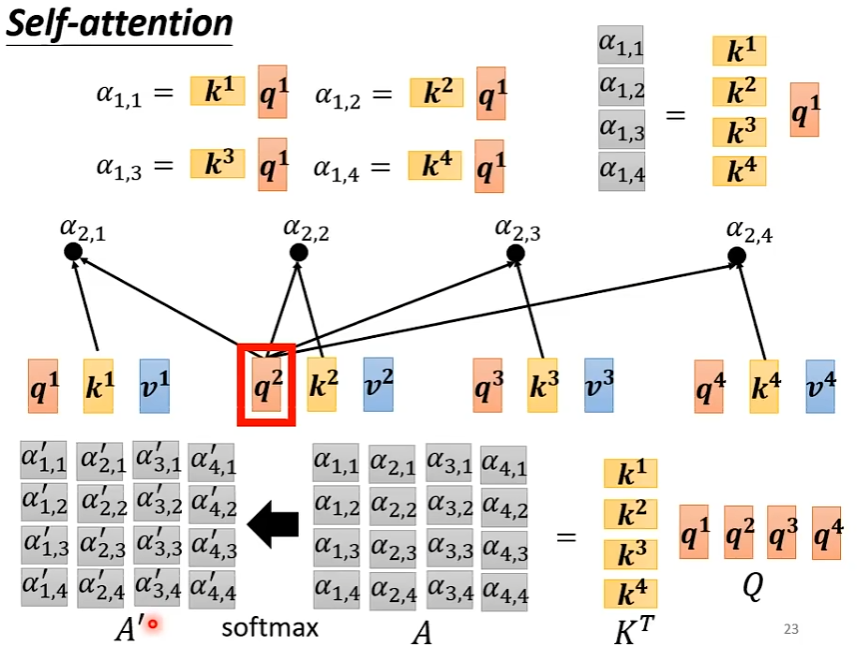 Self-attention
α1,1 = k¹ q¹ α1,2 = k² q¹
α1,3 = k³ q¹ α1,4 = k⁴ q¹
α1,1 k¹
α1,2 k²
= q¹
α1,3 k³
α1,4 k⁴
α2,1 α2,2 α2,3 α2,4
q¹ k¹ v¹ q² k² v² q³ k³ v³ q⁴ k⁴ v⁴
α′1,1 α′2,1 α′3,1 α′4,1 α1,1 α2,1 α3,1 α4,1 k¹
α′1,2 α′2,2 α′3,2 α′4,2 α1,2 α2,2 α3,2 α4,2 k²
= q¹ q² q³ q⁴
α′1,3 α′2,3 α′3,3 α′4,3 α1,3 α2,3 α3,3 α4,3 k³
α′1,4 α′2,4 α′3,4 α′4,4 α1,4 α2,4 α3,4 α4,4 k⁴ Q
A′ softmax A Kᵀ 23